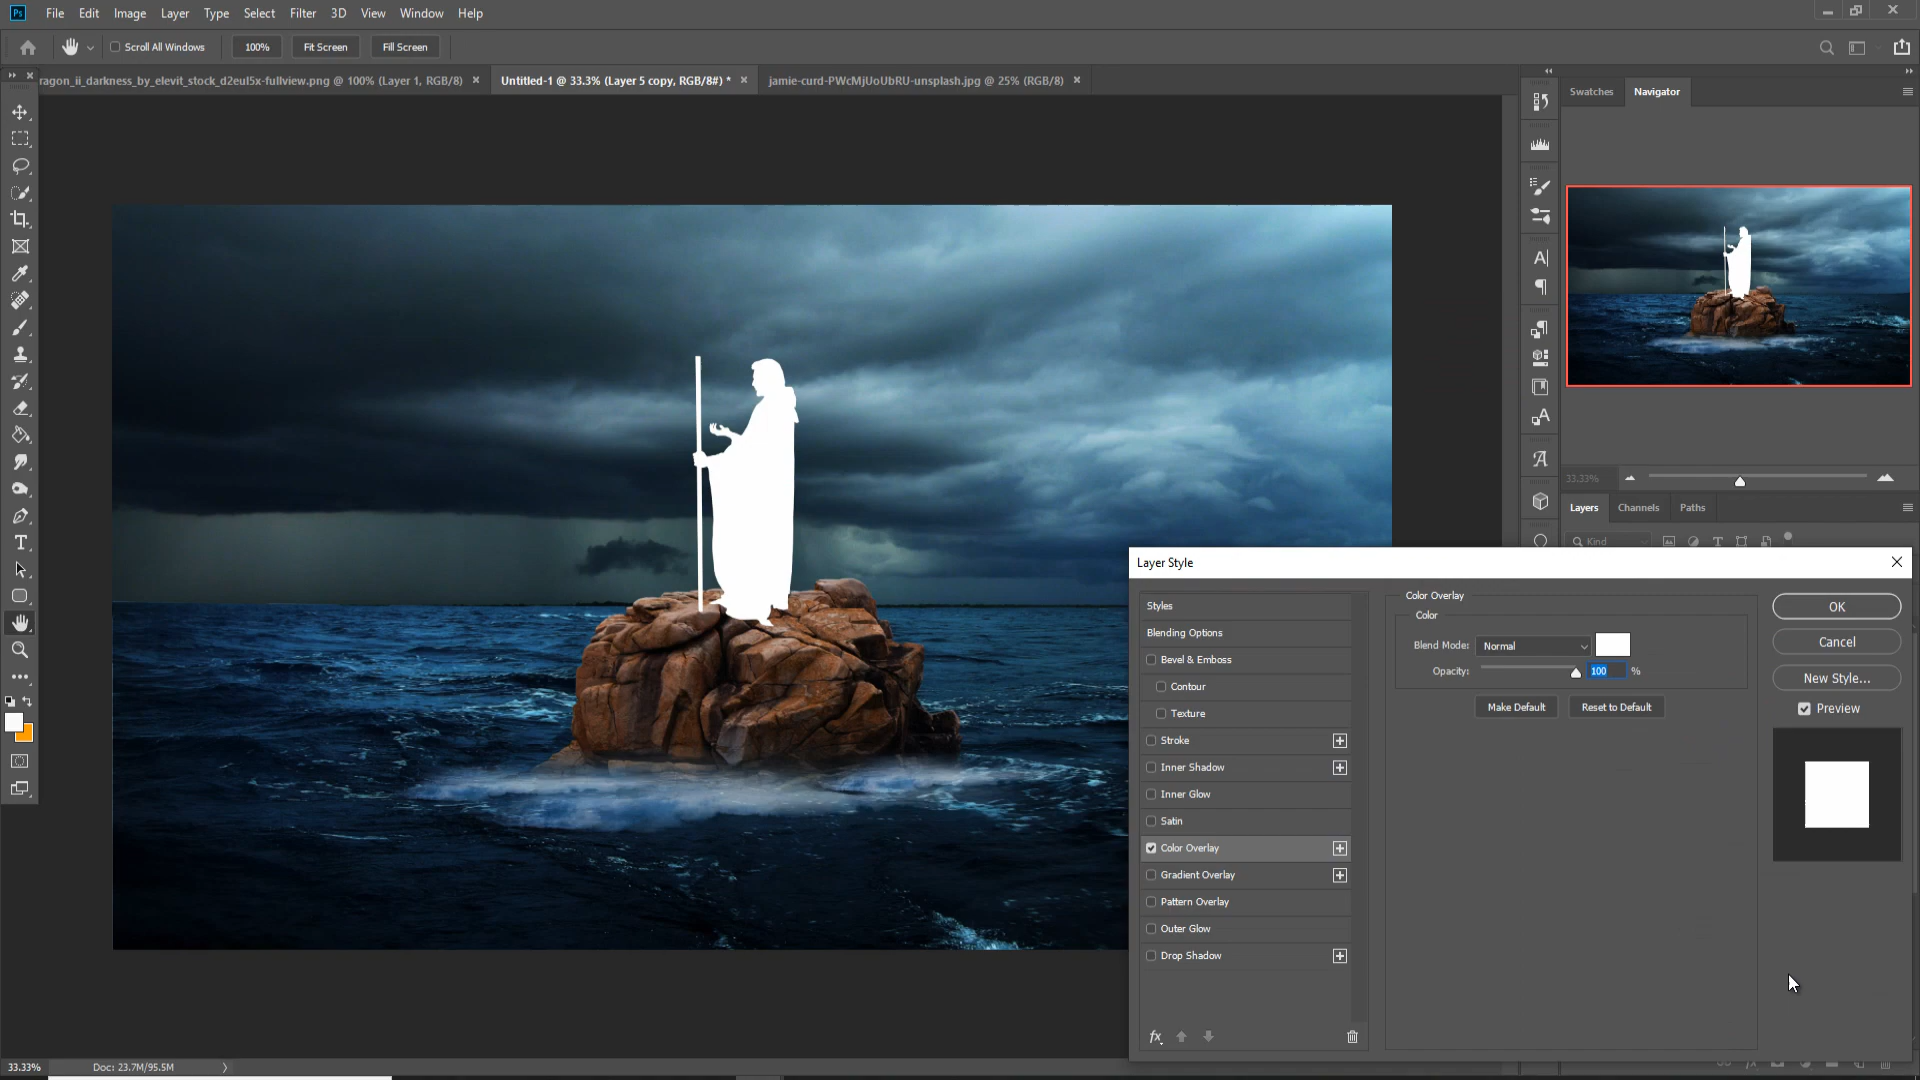 Ps File Edit Image Layer Type Select Filter 3D View Window Help
Scroll All Windows 100% Fit Screen Fill Screen
ragon_ii_darkness_by_elevit_stock_d2eul5x-fullview.png @ 100% (Layer 1, RGB/8) × Untitled-1 @ 33.3% (Layer 5 copy, RGB/8#) * × jamie-curd-PWcMjUoUbRU-unsplash.jpg @ 25% (RGB/8) ×
Swatches Navigator
33.33%
Layers Channels Paths
Kind
Layer Style
Styles
Blending Options
Bevel & Emboss
Contour
Texture
Stroke
Inner Shadow
Inner Glow
Satin
Color Overlay
Gradient Overlay
Pattern Overlay
Outer Glow
Drop Shadow
fx
Color Overlay
Color
Blend Mode: Normal
Opacity: 100 %
Make Default Reset to Default
OK
Cancel
New Style...
Preview
33.33% Doc: 23.7M/95.5M